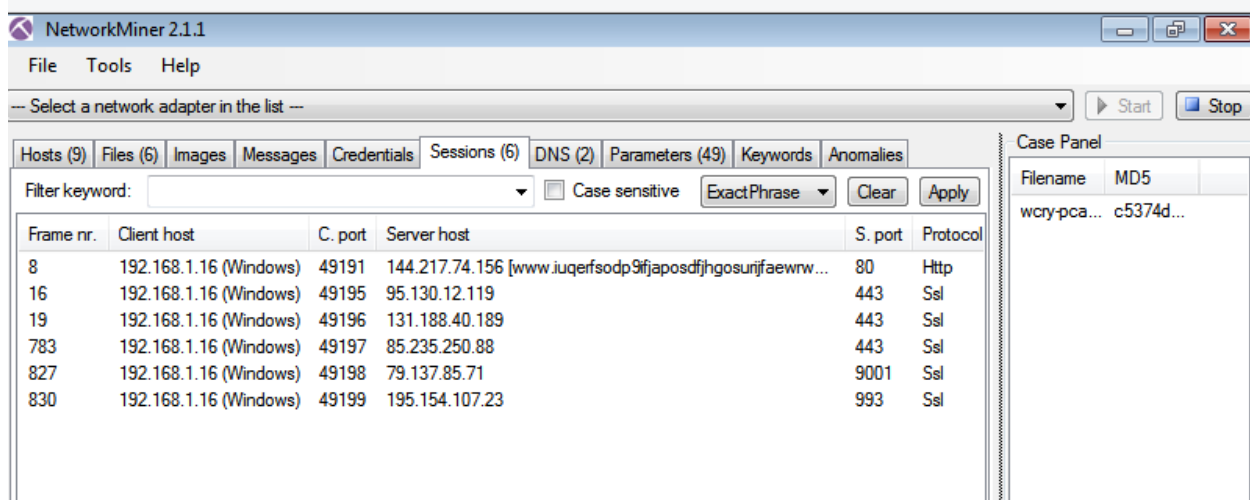 NetworkMiner 2.1.1
File Tools Help
--- Select a network adapter in the list --- Start Stop
Hosts (9) Files (6) Images Messages Credentials Sessions (6) DNS (2) Parameters (49) Keywords Anomalies
Case Panel
Filter keyword: Case sensitive ExactPhrase Clear Apply
Filename MD5
wcry-pca... c5374d...
Frame nr. Client host C. port Server host S. port Protocol
8 192.168.1.16 (Windows) 49191 144.217.74.156 [www.iuqerfsodp9ifjaposdfjhgosurijfaewrw... 80 Http
16 192.168.1.16 (Windows) 49195 95.130.12.119 443 Ssl
19 192.168.1.16 (Windows) 49196 131.188.40.189 443 Ssl
783 192.168.1.16 (Windows) 49197 85.235.250.88 443 Ssl
827 192.168.1.16 (Windows) 49198 79.137.85.71 9001 Ssl
830 192.168.1.16 (Windows) 49199 195.154.107.23 993 Ssl